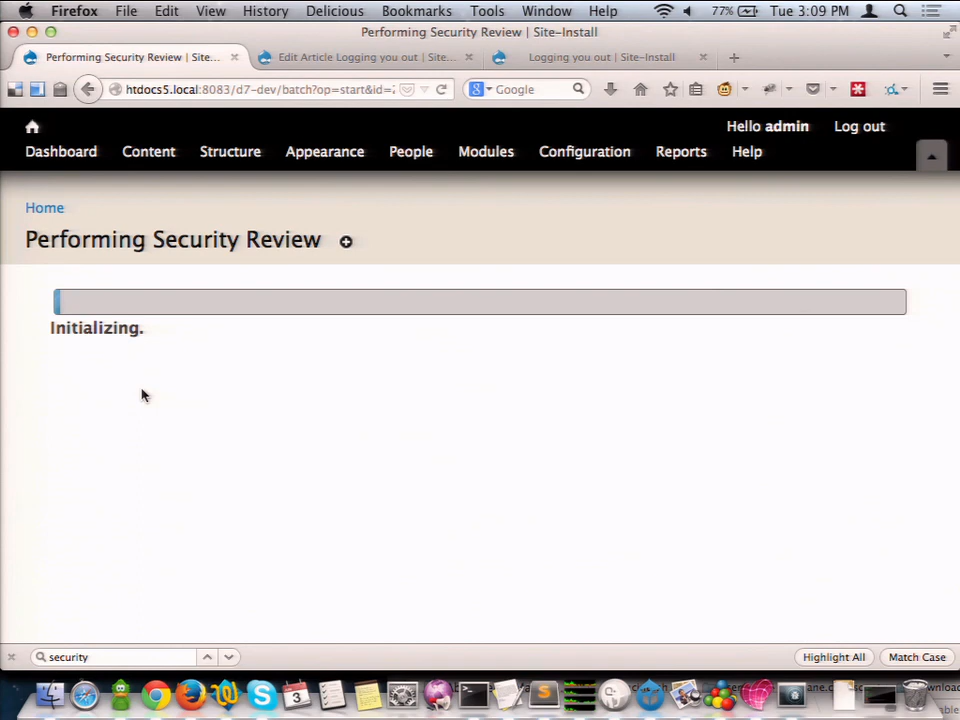 Firefox File Edit View History Delicious Bookmarks Tools Window Help 77% Tue 3:09 PM
Performing Security Review | Site-Install
Performing Security Review | Site... Edit Article Logging you out | Site... Logging you out | Site-Install
htdocs5.local:8083/d7-dev/batch?op=start&id= Google
Hello admin Log out
Dashboard Content Structure Appearance People Modules Configuration Reports Help
Home
Performing Security Review
Initializing.
security Highlight All Match Case
3